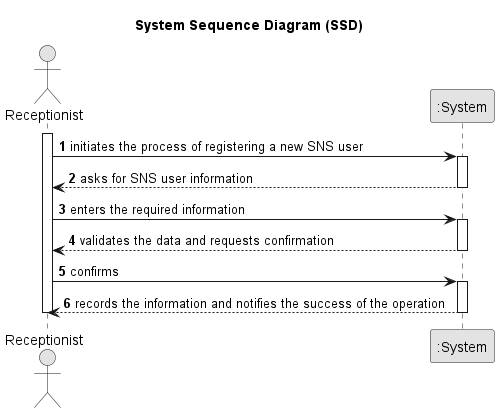 System Sequence Diagram (SSD)
Receptionist
:System
1 initiates the process of registering a new SNS user
2 asks for SNS user information
3 enters the required information
4 validates the data and requests confirmation
5 confirms
6 records the information and notifies the success of the operation
Receptionist
:System